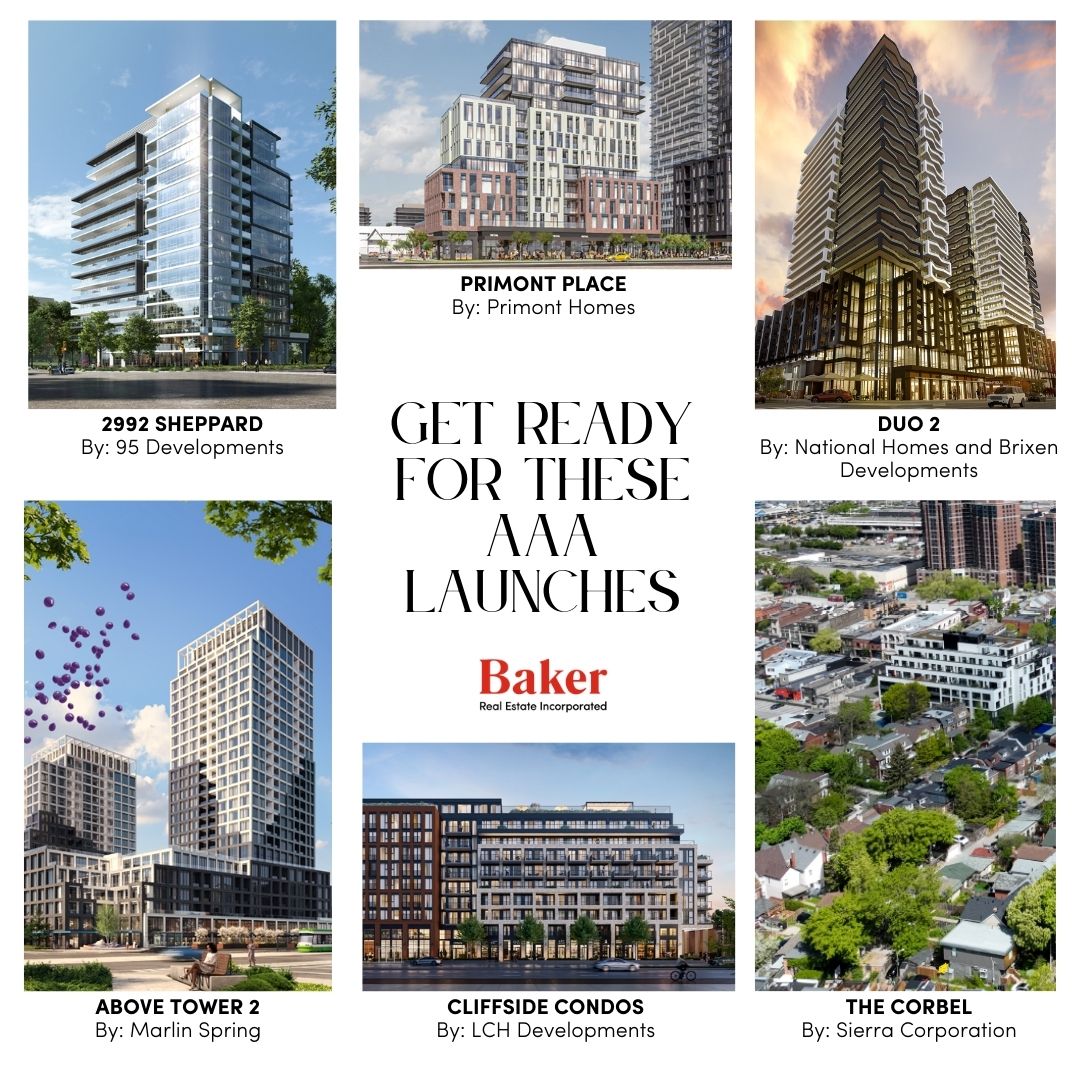 2992 SHEPPARD
By: 95 Developments
PRIMONT PLACE
By: Primont Homes
DUO 2
By: National Homes and Brixen
Developments
GET READY
FOR THESE
AAA
LAUNCHES
Baker
Real Estate Incorporated
ABOVE TOWER 2
By: Marlin Spring
CLIFFSIDE CONDOS
By: LCH Developments
THE CORBEL
By: Sierra Corporation